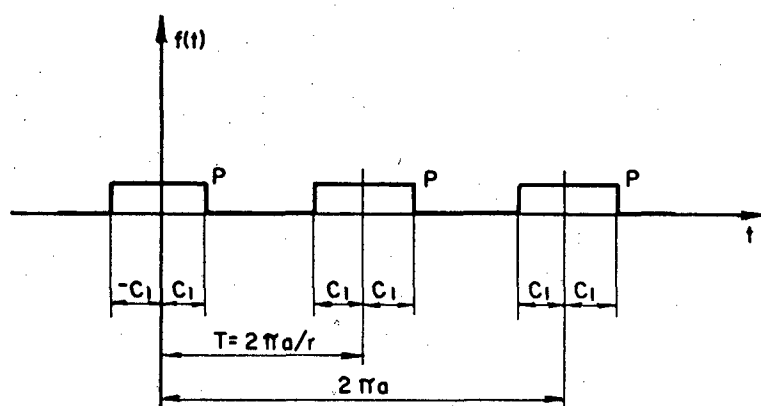 f(t)
P
P
P
t
-C₁ C₁
C₁ C₁
C₁ C₁
T = 2πa/r
2πa